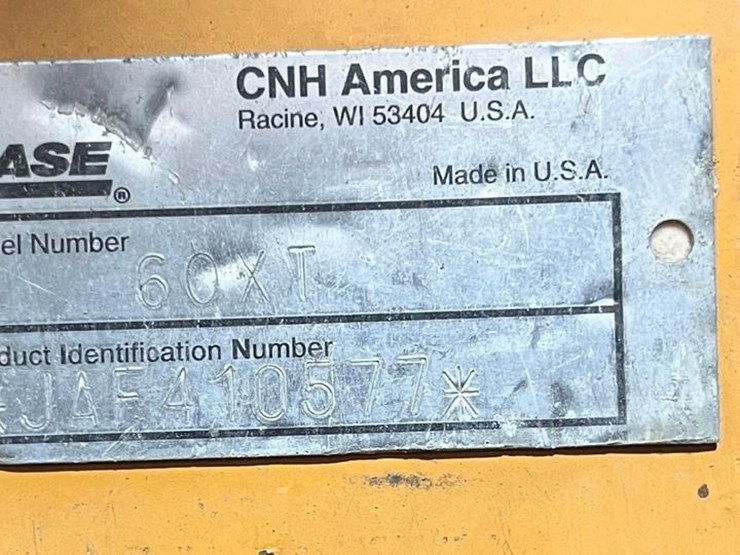 CNH America LLC
Racine, WI 53404 U.S.A.
ASE
®
Made in U.S.A.
el Number
60XT
duct Identification Number
*JAF410577*